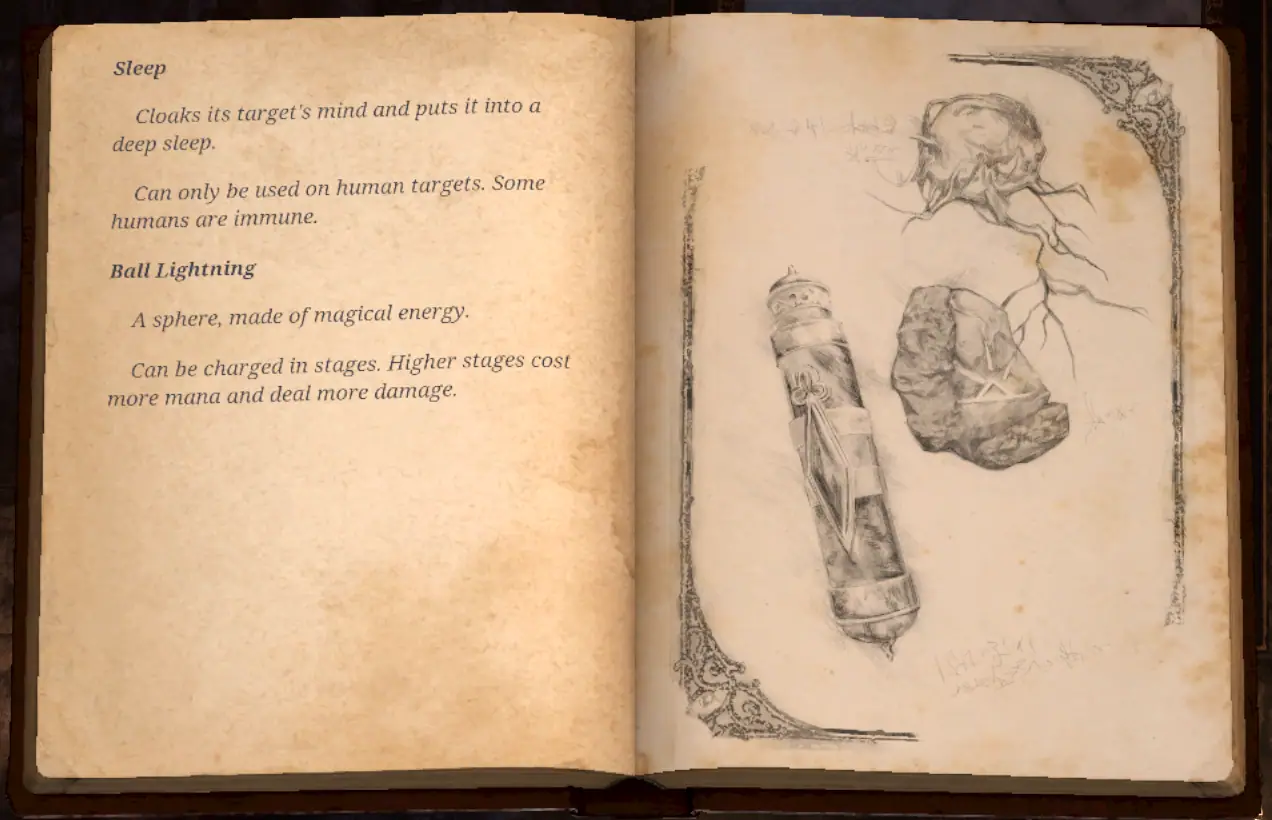 Sleep
Cloaks its target's mind and puts it into a
deep sleep.
Can only be used on human targets. Some
humans are immune.
Ball Lightning
A sphere, made of magical energy.
Can be charged in stages. Higher stages cost
more mana and deal more damage.